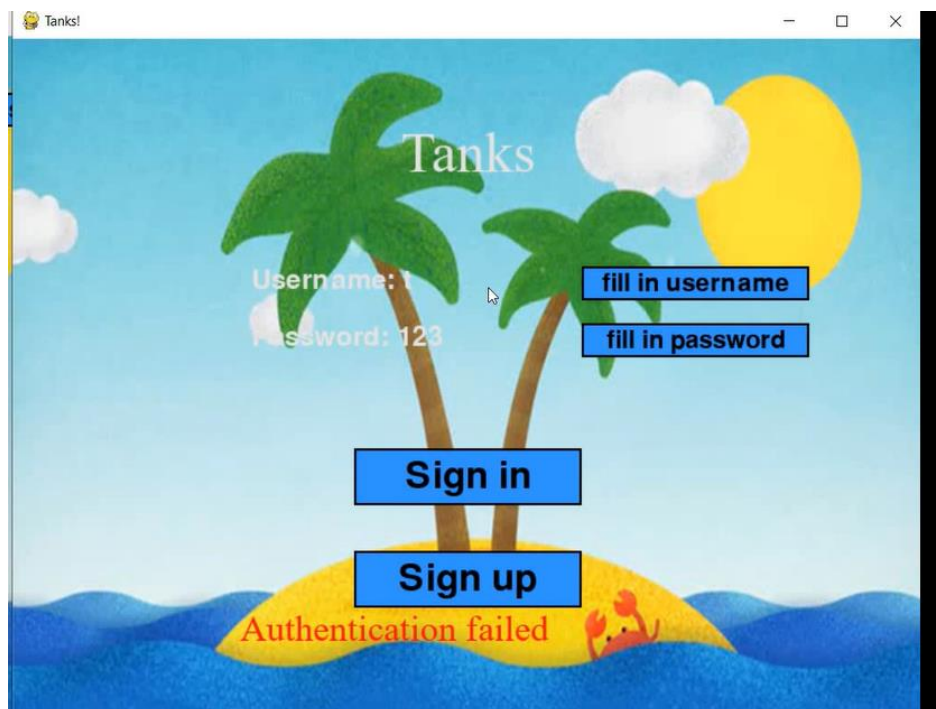 Tanks!
Tanks
Username: t
fill in username
Password: 123
fill in password
Sign in
Sign up
Authentication failed